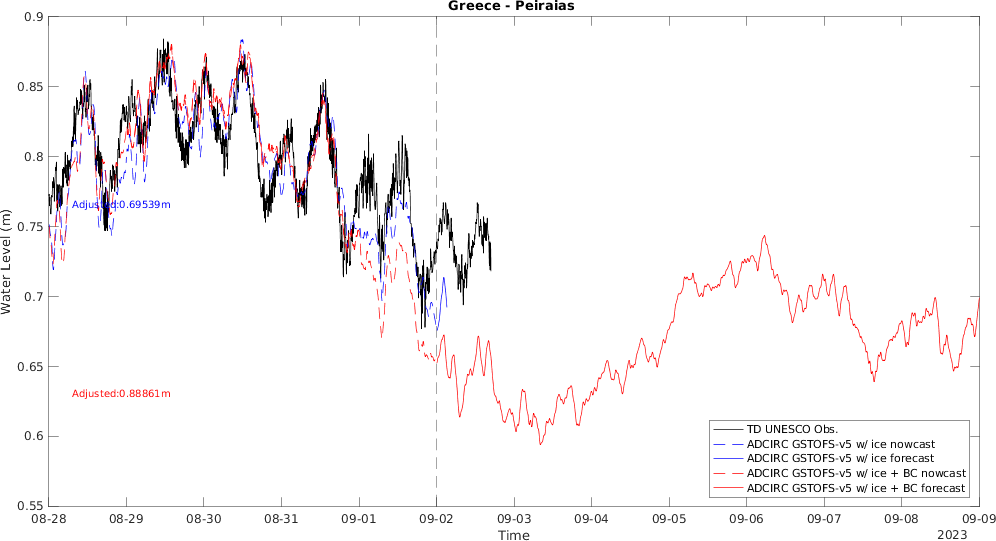 Greece - Peiraias
0.9
0.85
0.8
0.75
0.7
0.65
0.6
0.55
Water Level (m)
Adjusted:0.69539m
Adjusted:0.88861m
TD UNESCO Obs.
ADCIRC GSTOFS-v5 w/ ice nowcast
ADCIRC GSTOFS-v5 w/ ice forecast
ADCIRC GSTOFS-v5 w/ ice + BC nowcast
ADCIRC GSTOFS-v5 w/ ice + BC forecast
08-28 08-29 08-30 08-31 09-01 09-02 09-03 09-04 09-05 09-06 09-07 09-08 09-09
Time
2023